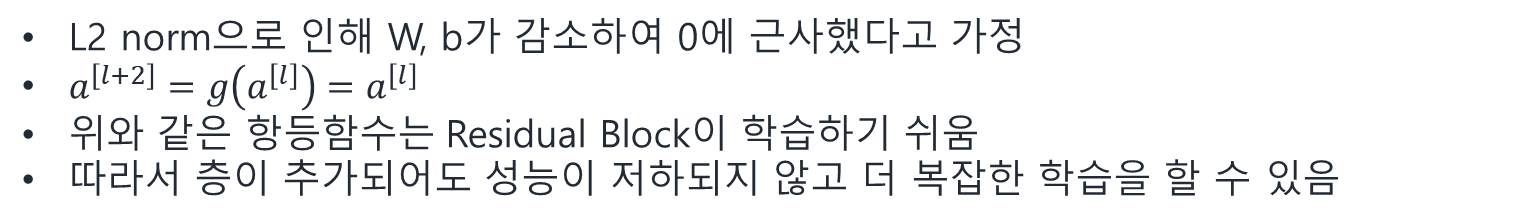 • L2 norm으로 인해 W, b가 감소하여 0에 근사했다고 가정
• a^{[l+2]} = g(a^{[l]}) = a^{[l]}
• 위와 같은 항등함수는 Residual Block이 학습하기 쉬움
• 따라서 층이 추가되어도 성능이 저하되지 않고 더 복잡한 학습을 할 수 있음